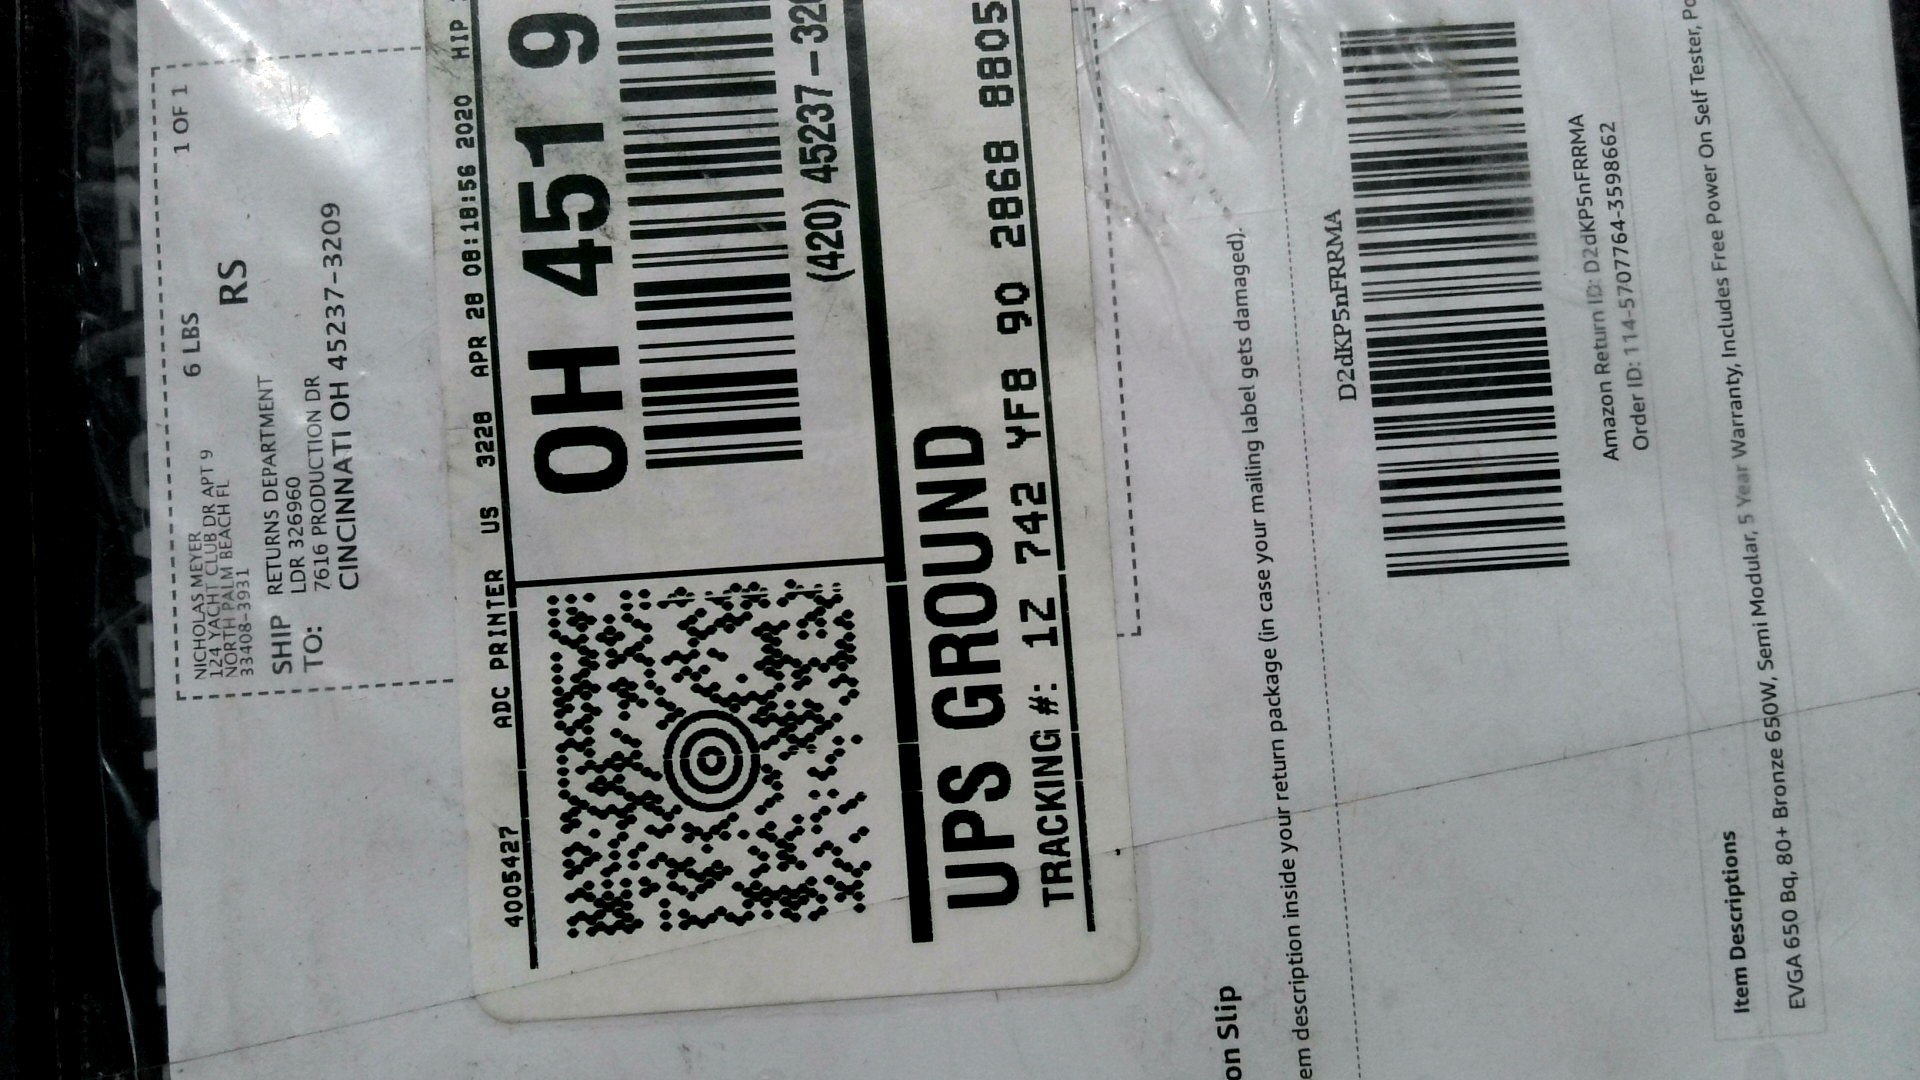 NICHOLAS MEYER
124 YACHT CLUB DR APT 9
NORTH PALM BEACH FL
33408-3931
6 LBS
1 OF 1
RS
SHIP
TO:
RETURNS DEPARTMENT
LDR 326960
7616 PRODUCTION DR
CINCINNATI OH 45237-3209
4005427 ADC PRINTER US 3228 APR 28 08:18:56 2020 HIP
OH 451 9
(420) 45237-320
UPS GROUND
TRACKING #: 1Z 742 YF8 90 2868 8805
on Slip
em description inside your return package (in case your mailing label gets damaged).
D2dKP5nFRRMA
Amazon Return ID: D2dKP5nFRRMA
Order ID: 114-5707764-3598662
Item Descriptions
EVGA 650 Bq, 80+ Bronze 650W, Semi Modular, 5 Year Warranty, Includes Free Power On Self Tester, Po